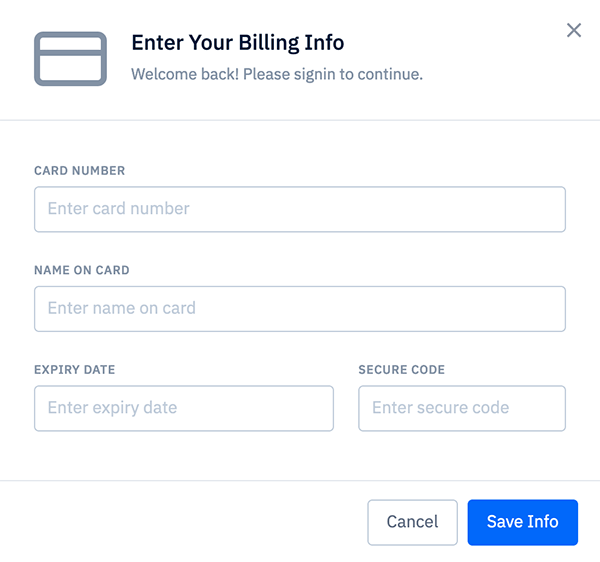 Enter Your Billing Info
Welcome back! Please signin to continue.
CARD NUMBER
Enter card number
NAME ON CARD
Enter name on card
EXPIRY DATE
SECURE CODE
Enter expiry date
Enter secure code
Cancel
Save Info